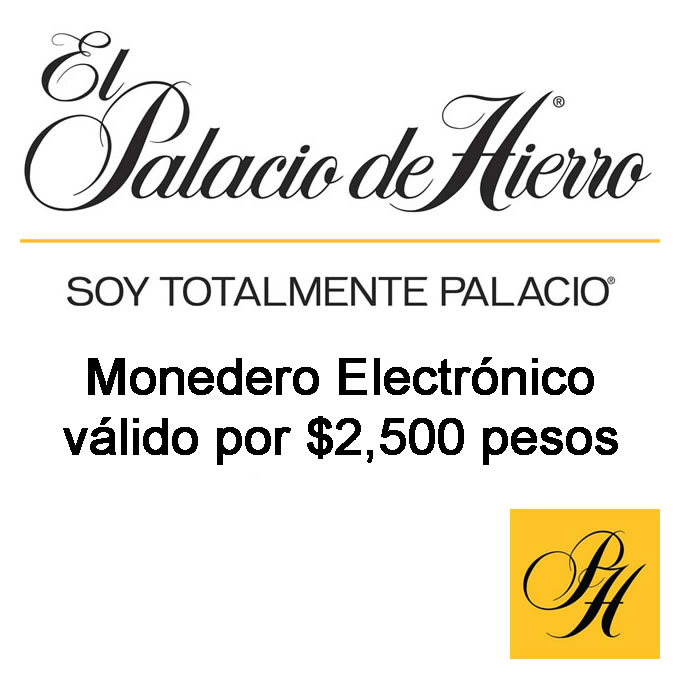 El
Palacio de Hierro®
SOY TOTALMENTE PALACIO®
Monedero Electrónico
válido por $2,500 pesos
PH